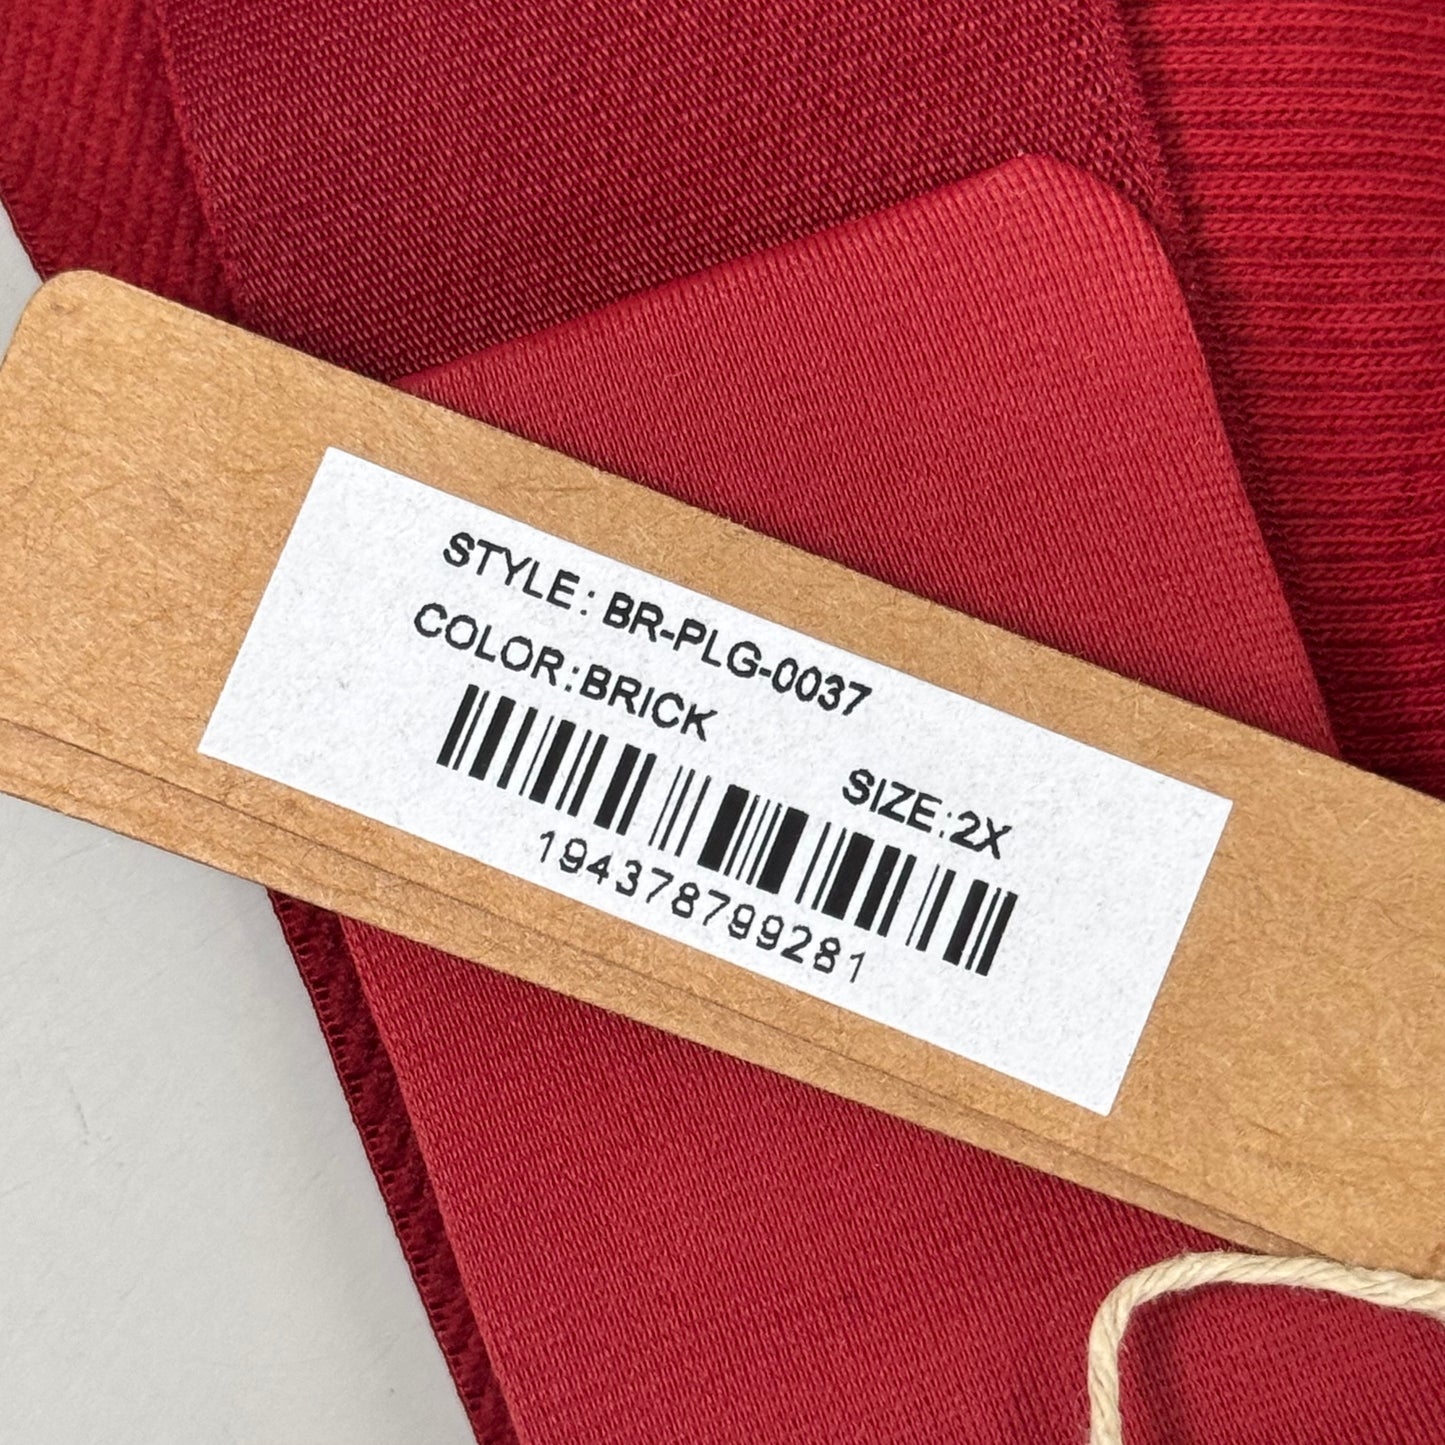 STYLE: BR-PLG-0037
COLOR:BRICK
SIZE:2X
194378799281